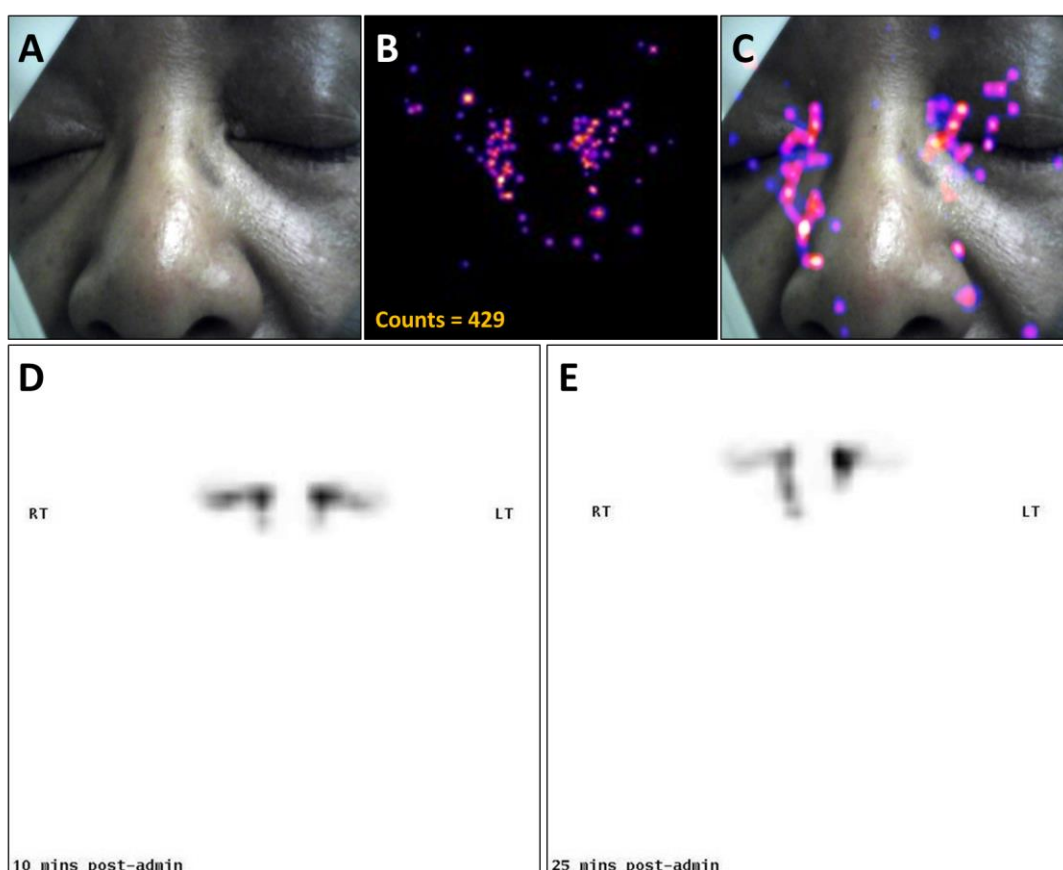 A
B
C
Counts = 429
D
RT
LT
10 mins post-admin
E
RT
LT
25 mins post-admin